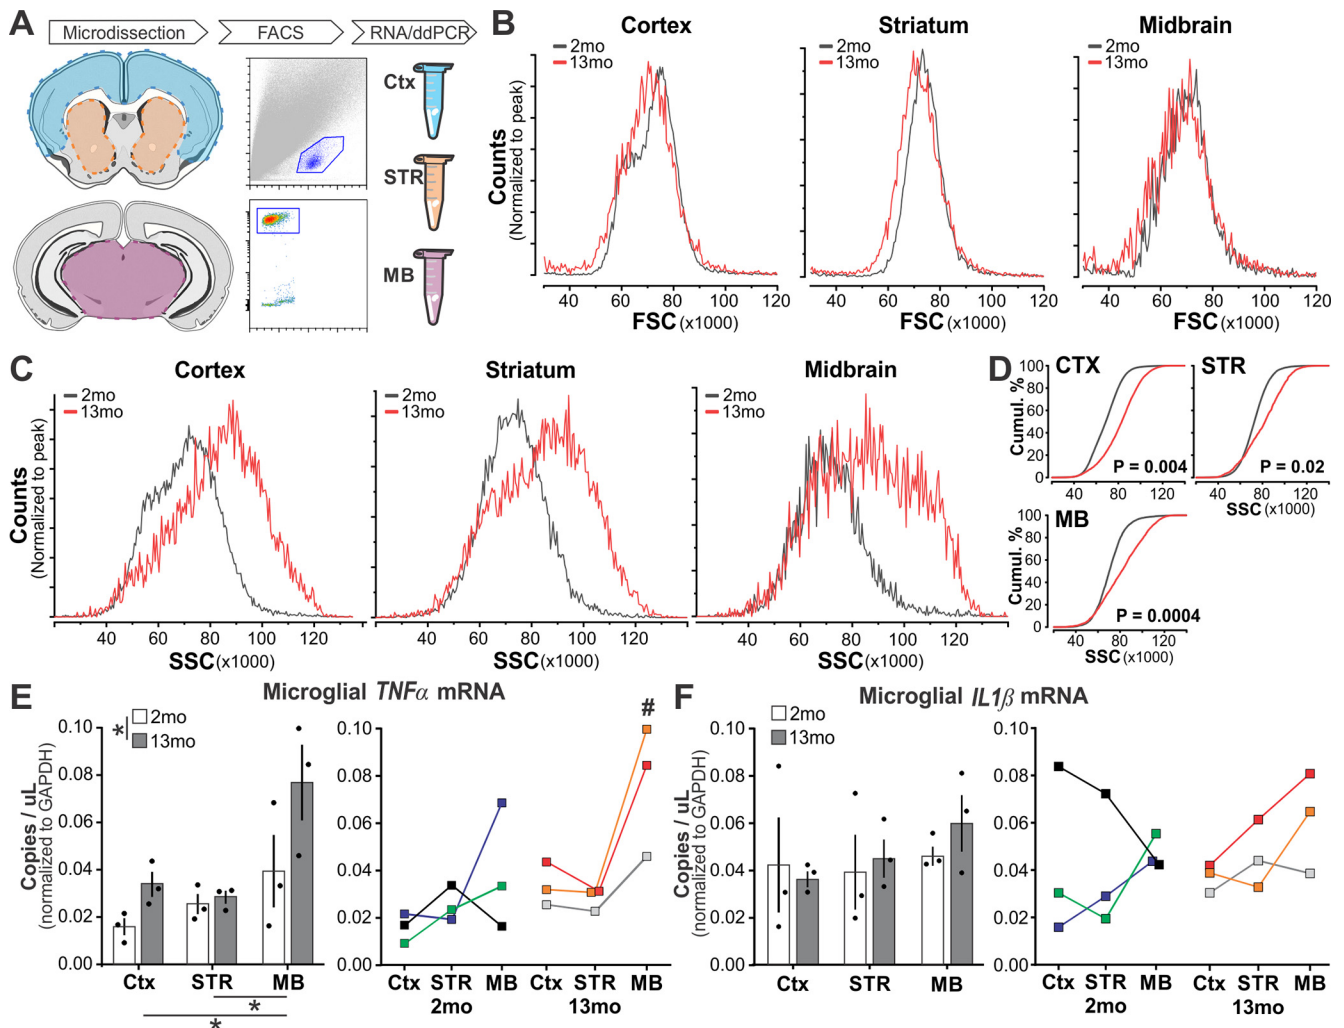 A
Microdissection
FACS
RNA/ddPCR
Ctx
STR
MB
B
Cortex
2mo
13mo
Counts
(Normalized to peak)
40 60 80 100 120
FSC (x1000)
Striatum
2mo
13mo
40 60 80 100 120
FSC (x1000)
Midbrain
2mo
13mo
40 60 80 100 120
FSC (x1000)
C
Cortex
2mo
13mo
Counts
(Normalized to peak)
20 40 60 80 100 120
SSC (x1000)
Striatum
2mo
13mo
40 60 80 100 120
SSC (x1000)
Midbrain
2mo
13mo
40 60 80 100 120
SSC (x1000)
D
CTX
Cumul. %
100
80
60
40
20
0
P = 0.004
40 80 120
STR
P = 0.02
40 80 120
SSC (x1000)
MB
Cumul. %
100
80
60
40
20
0
P = 0.0004
40 80 120
SSC (x1000)
E
Microglial TNFα mRNA
* 2mo
13mo
Copies / uL
(normalized to GAPDH)
0.10
0.08
0.06
0.04
0.02
0.00
Ctx STR MB
*
*
0.10
0.08
0.06
0.04
0.02
0.00
#
Ctx STR MB Ctx STR MB
2mo 13mo
F
Microglial IL1β mRNA
2mo
13mo
Copies / uL
(normalized to GAPDH)
0.10
0.08
0.06
0.04
0.02
0.00
Ctx STR MB
0.10
0.08
0.06
0.04
0.02
0.00
Ctx STR MB Ctx STR MB
2mo 13mo